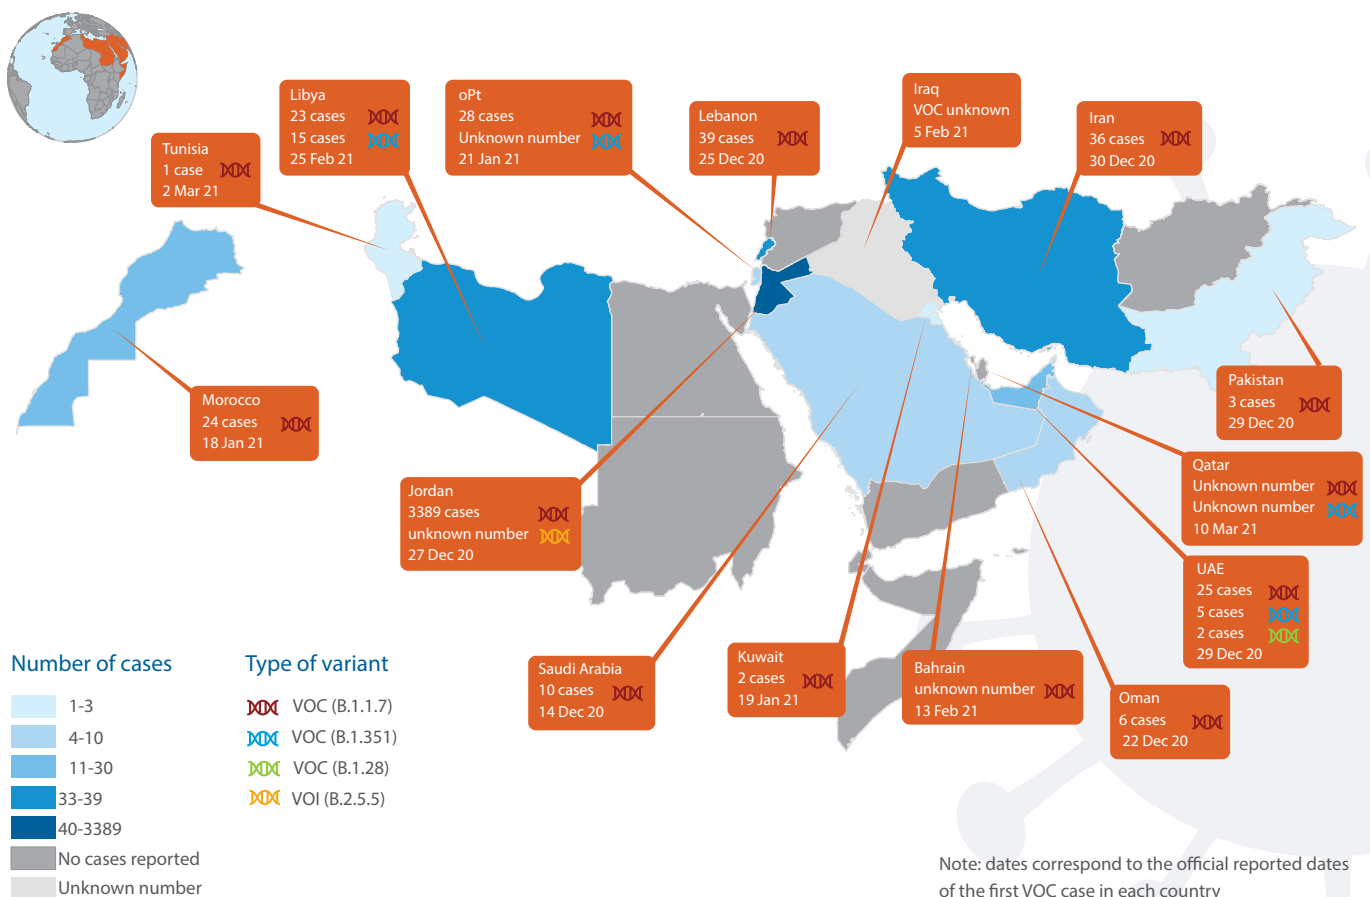 Tunisia
1 case
2 Mar 21
Libya
23 cases
15 cases
25 Feb 21
oPt
28 cases
Unknown number
21 Jan 21
Lebanon
39 cases
25 Dec 20
Iraq
VOC unknown
5 Feb 21
Iran
36 cases
30 Dec 20
Morocco
24 cases
18 Jan 21
Pakistan
3 cases
29 Dec 20
Jordan
3389 cases
unknown number
27 Dec 20
Qatar
Unknown number
Unknown number
10 Mar 21
UAE
25 cases
5 cases
2 cases
29 Dec 20
Saudi Arabia
10 cases
14 Dec 20
Kuwait
2 cases
19 Jan 21
Bahrain
unknown number
13 Feb 21
Oman
6 cases
22 Dec 20
Number of cases
1-3
4-10
11-30
33-39
40-3389
No cases reported
Unknown number
Type of variant
VOC (B.1.1.7)
VOC (B.1.351)
VOC (B.1.28)
VOI (B.2.5.5)
Note: dates correspond to the official reported dates
of the first VOC case in each country